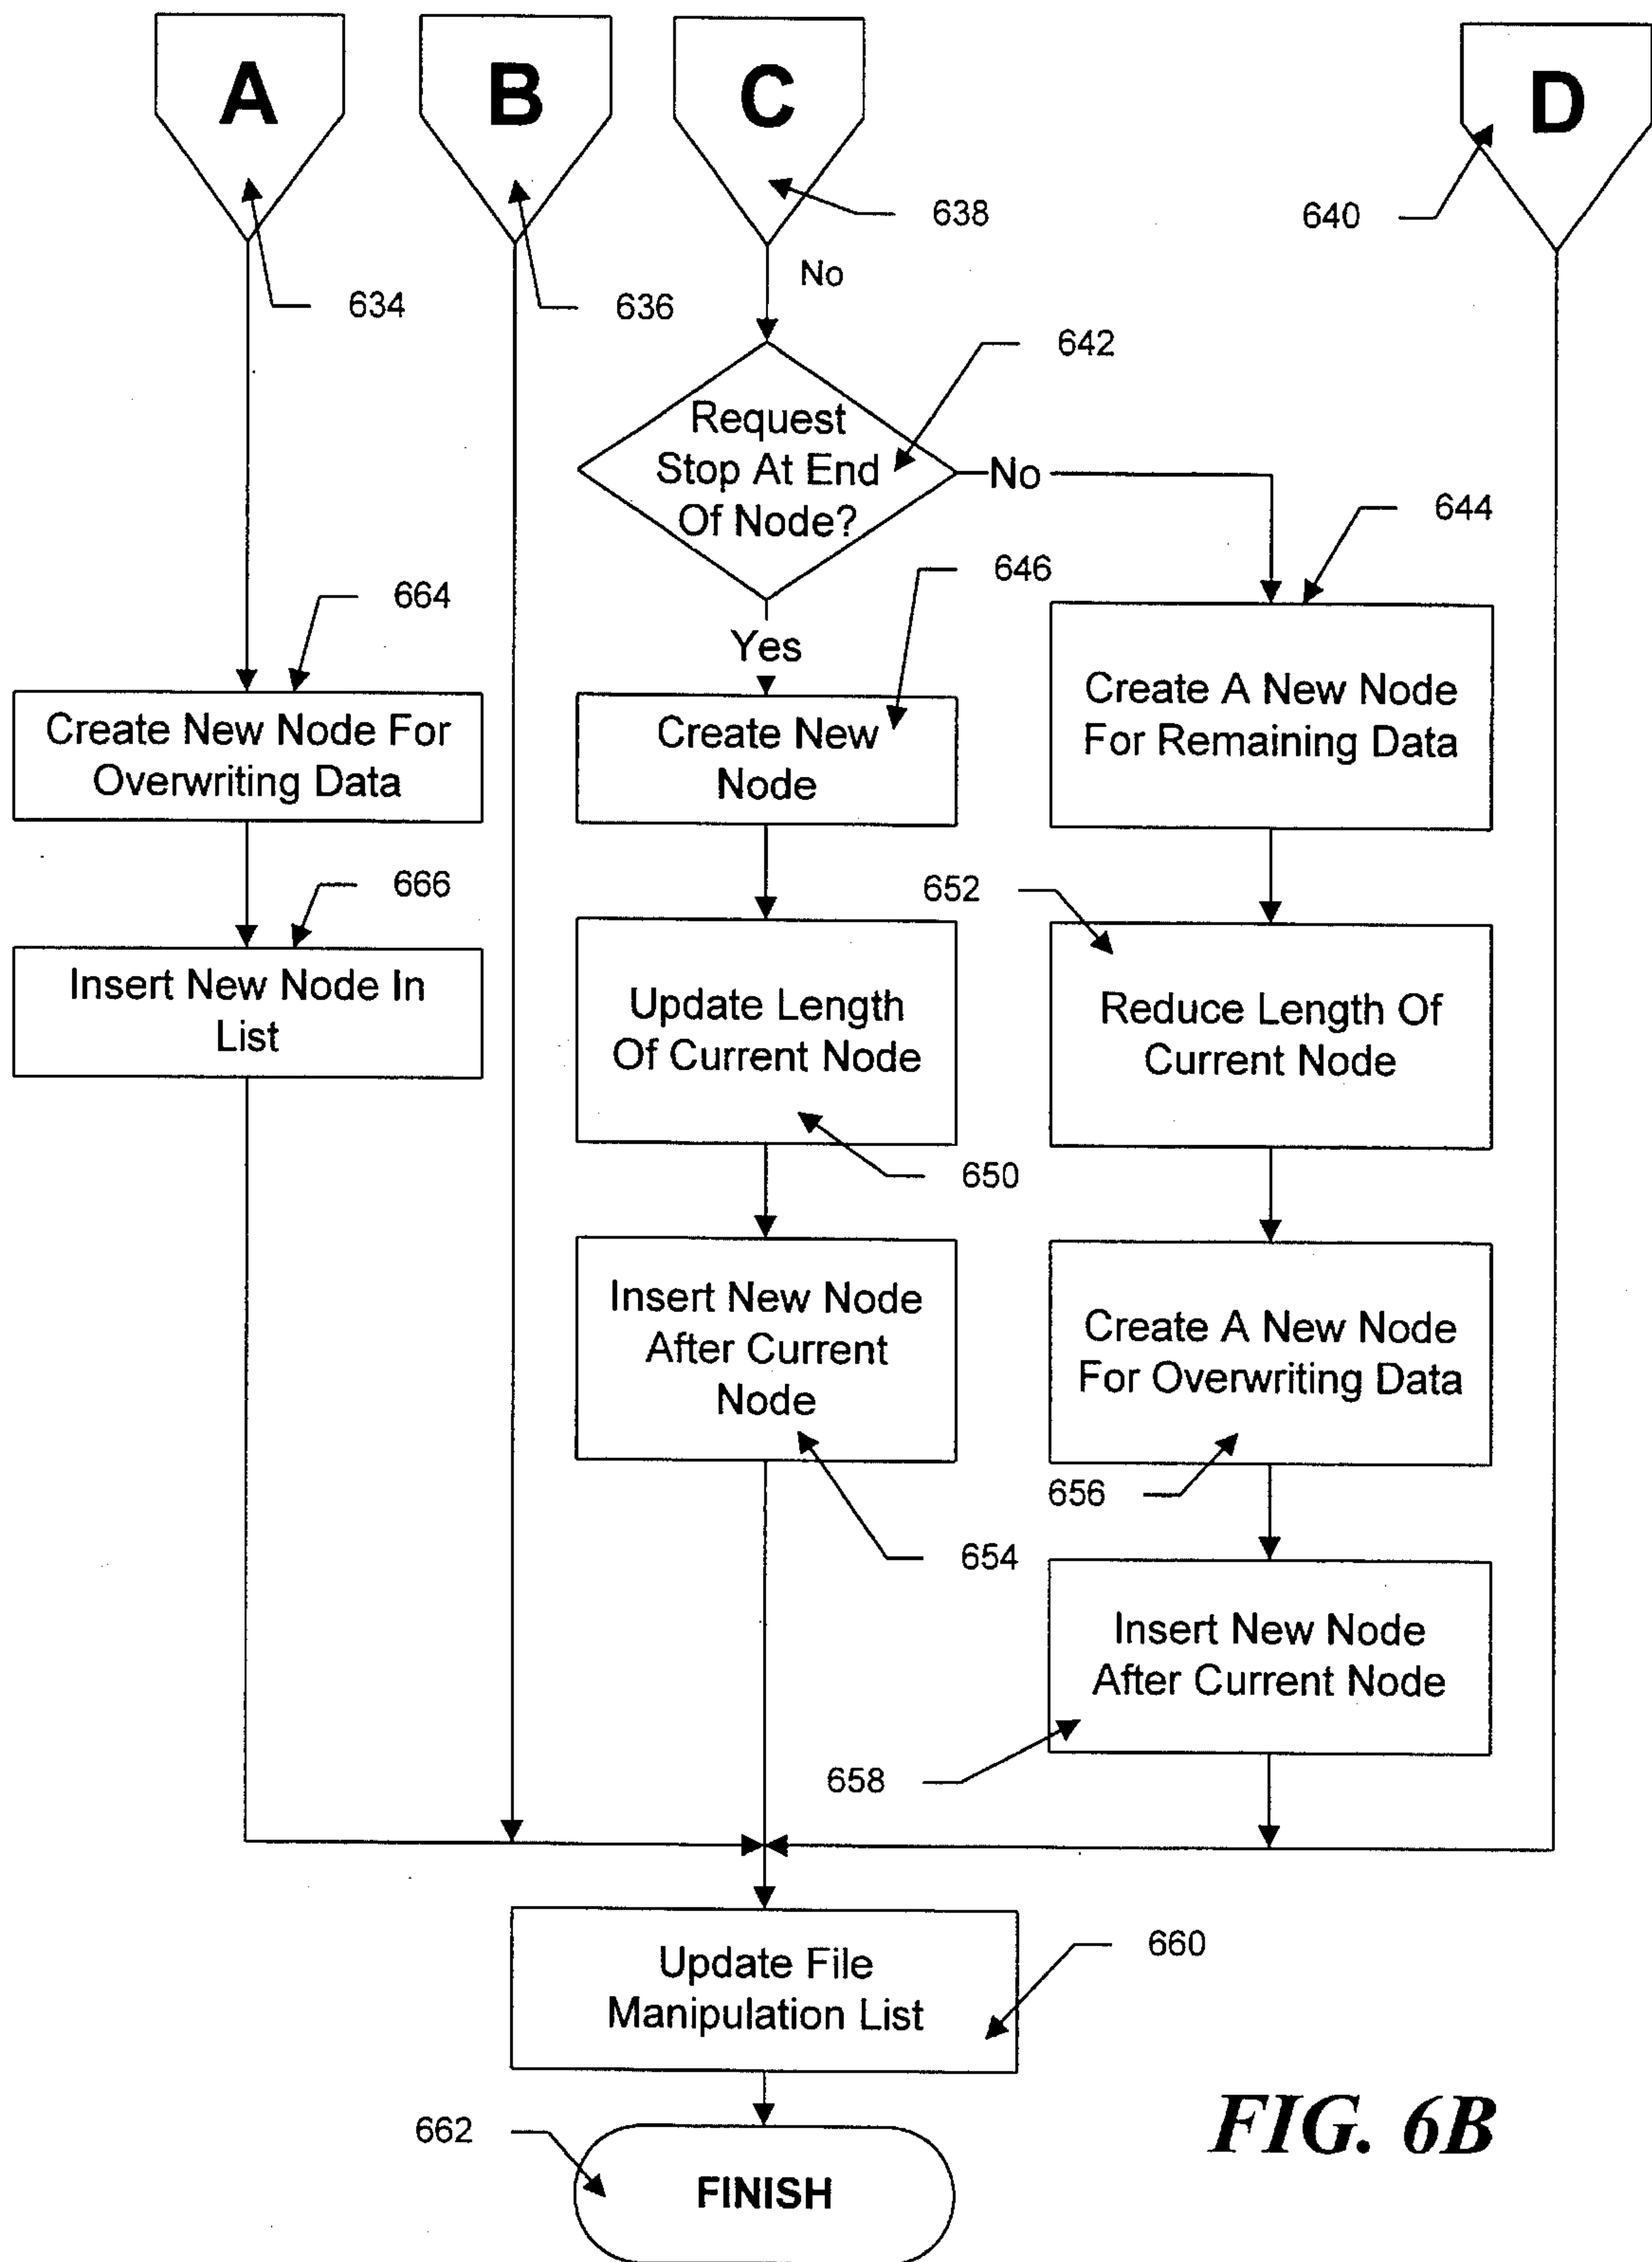 A
B
C
D
638
640
No
634
636
642
Request
Stop At End
Of Node?
No
644
646
664
Yes
Create A New Node
For Remaining Data
Create New Node For
Overwriting Data
Create New
Node
666
652
Insert New Node In
List
Update Length
Of Current Node
Reduce Length Of
Current Node
650
Insert New Node
After Current
Node
Create A New Node
For Overwriting Data
656
654
Insert New Node
After Current Node
658
Update File
Manipulation List
660
662
FINISH
FIG. 6B